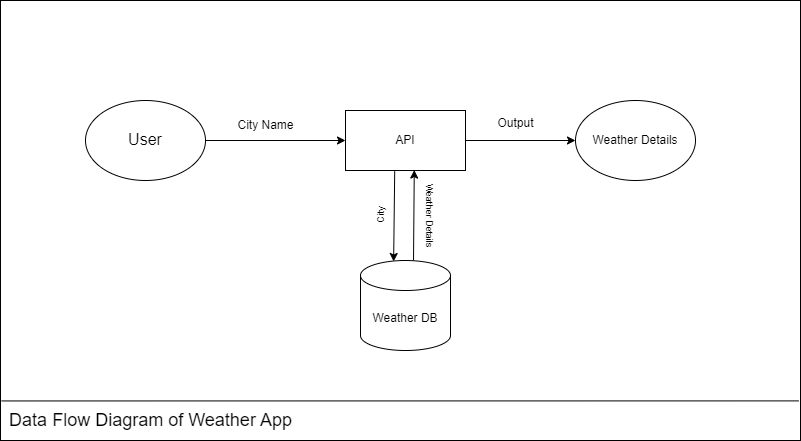 User
City Name
API
Output
Weather Details
City
Weather Details
Weather DB
Data Flow Diagram of Weather App